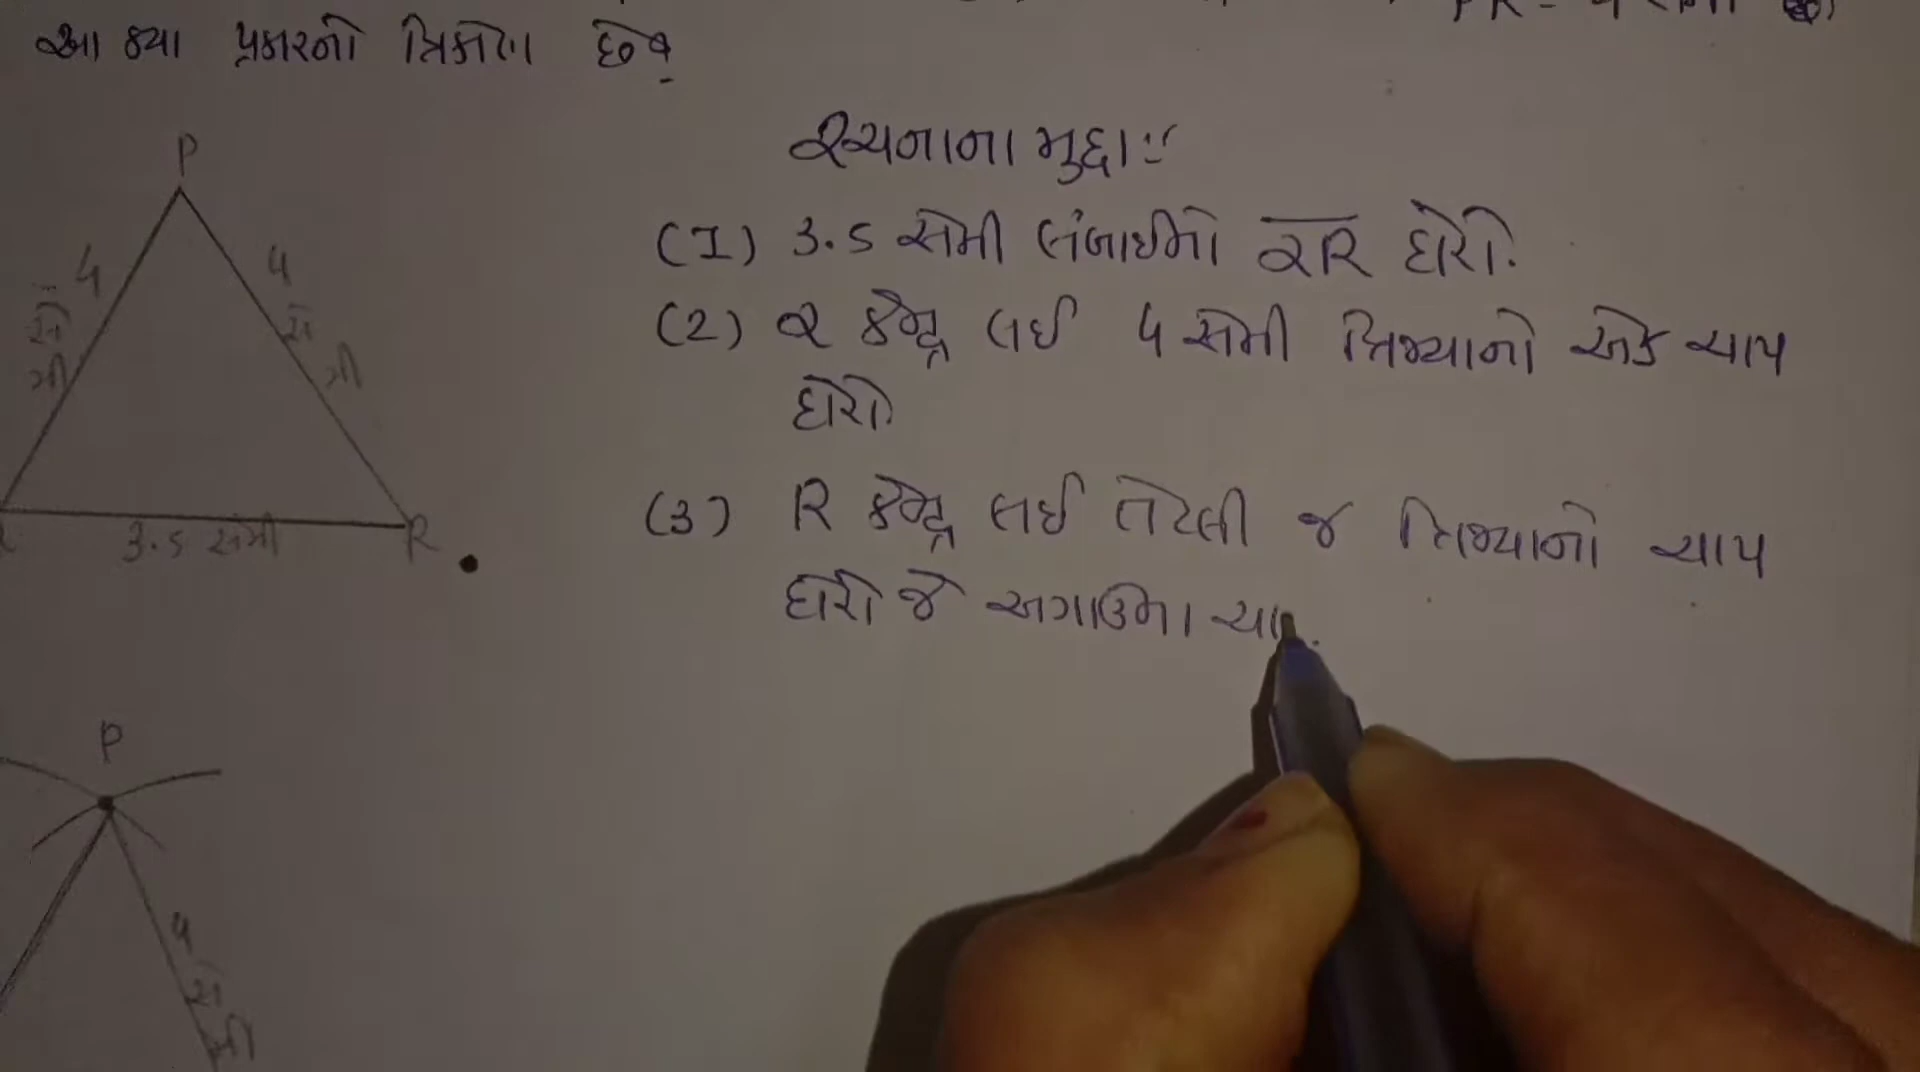 આ ક્યા પ્રકારનો ત્રિકોણ છે?
P
4
સે
મી
4
સે
મી
3.5 સેમી
R
રચનાના મુદ્દા :-
(1) 3.5 સેમી લંબાઈનો QR દોરો.
(2) Q કેન્દ્ર લઈ 4 સેમી ત્રિજ્યાનો એક ચાપ
દોરો
(3) R કેન્દ્ર લઈ તેટલી જ ત્રિજ્યાનો ચાપ
દોરો જે અગાઉના ચાપ
P
4
સે
મી